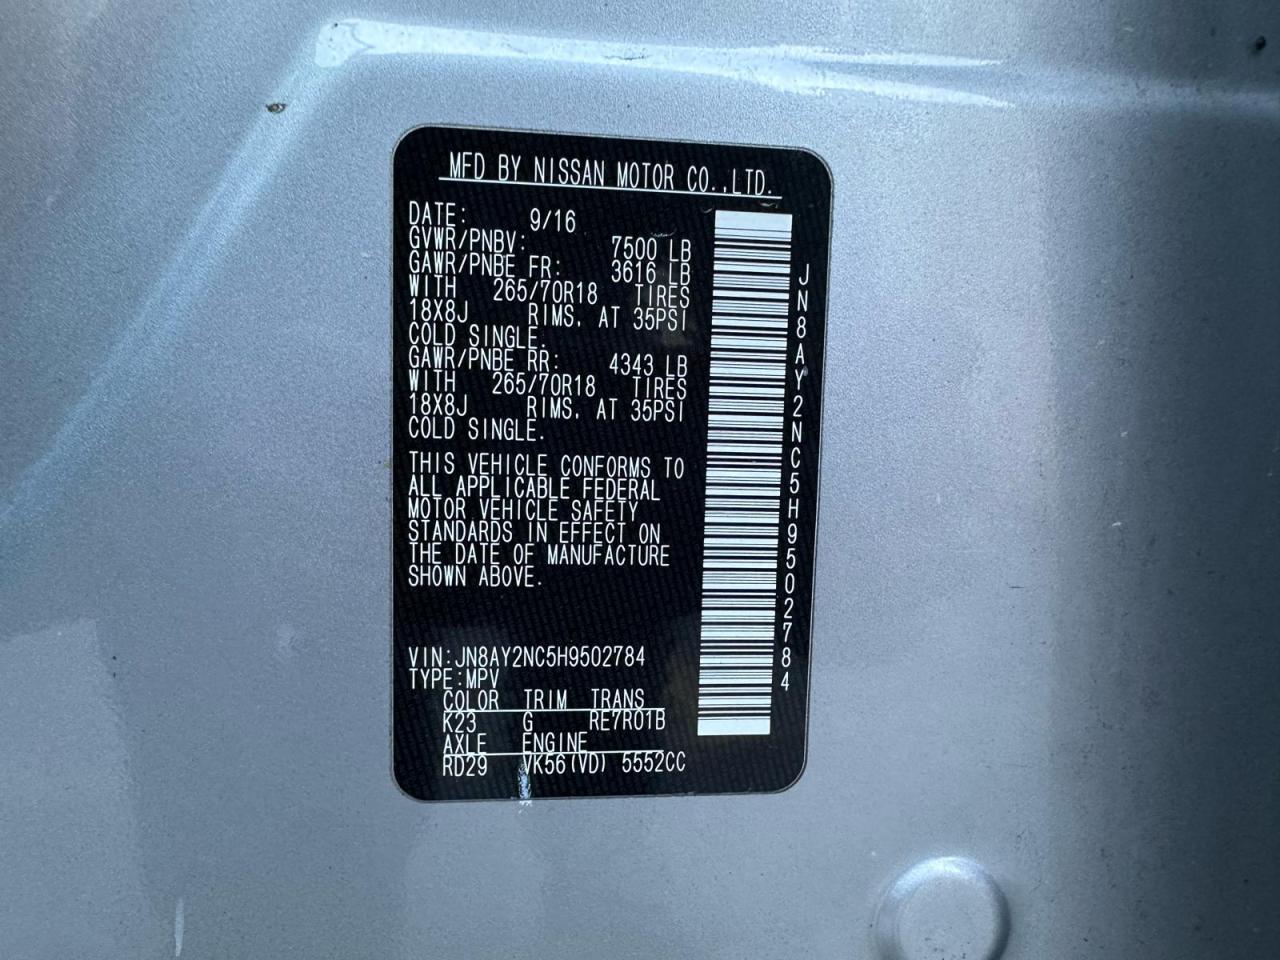 MFD BY NISSAN MOTOR CO.,LTD.
DATE: 9/16
GVWR/PNBV: 7500 LB
GAWR/PNBE FR: 3616 LB
WITH 265/70R18 TIRES
18X8J RIMS, AT 35PSI
COLD SINGLE.
GAWR/PNBE RR: 4343 LB
WITH 265/70R18 TIRES
18X8J RIMS, AT 35PSI
COLD SINGLE.
THIS VEHICLE CONFORMS TO
ALL APPLICABLE FEDERAL
MOTOR VEHICLE SAFETY
STANDARDS IN EFFECT ON
THE DATE OF MANUFACTURE
SHOWN ABOVE.
VIN:JN8AY2NC5H9502784
TYPE:MPV
COLOR TRIM TRANS
K23 G RE7R01B
AXLE ENGINE
RD29 VK56(VD) 5552CC
JN8AY2NC5H9502784